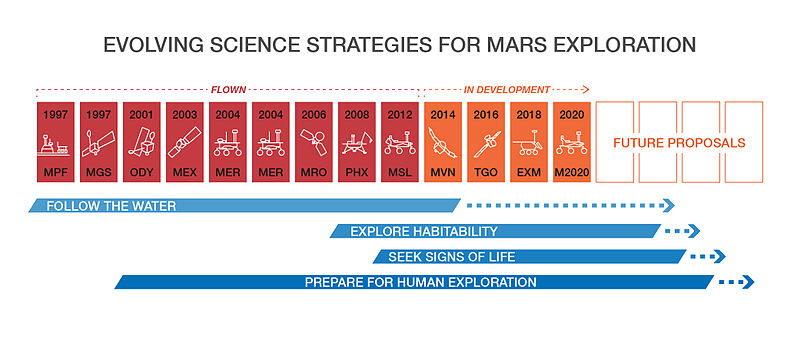 EVOLVING SCIENCE STRATEGIES FOR MARS EXPLORATION
FLOWN
IN DEVELOPMENT
1997 1997 2001 2003 2004 2004 2006 2008 2012 2014 2016 2018 2020
MPF MGS ODY MEX MER MER MRO PHX MSL MVN TGO EXM M2020
FUTURE PROPOSALS
FOLLOW THE WATER
EXPLORE HABITABILITY
SEEK SIGNS OF LIFE
PREPARE FOR HUMAN EXPLORATION